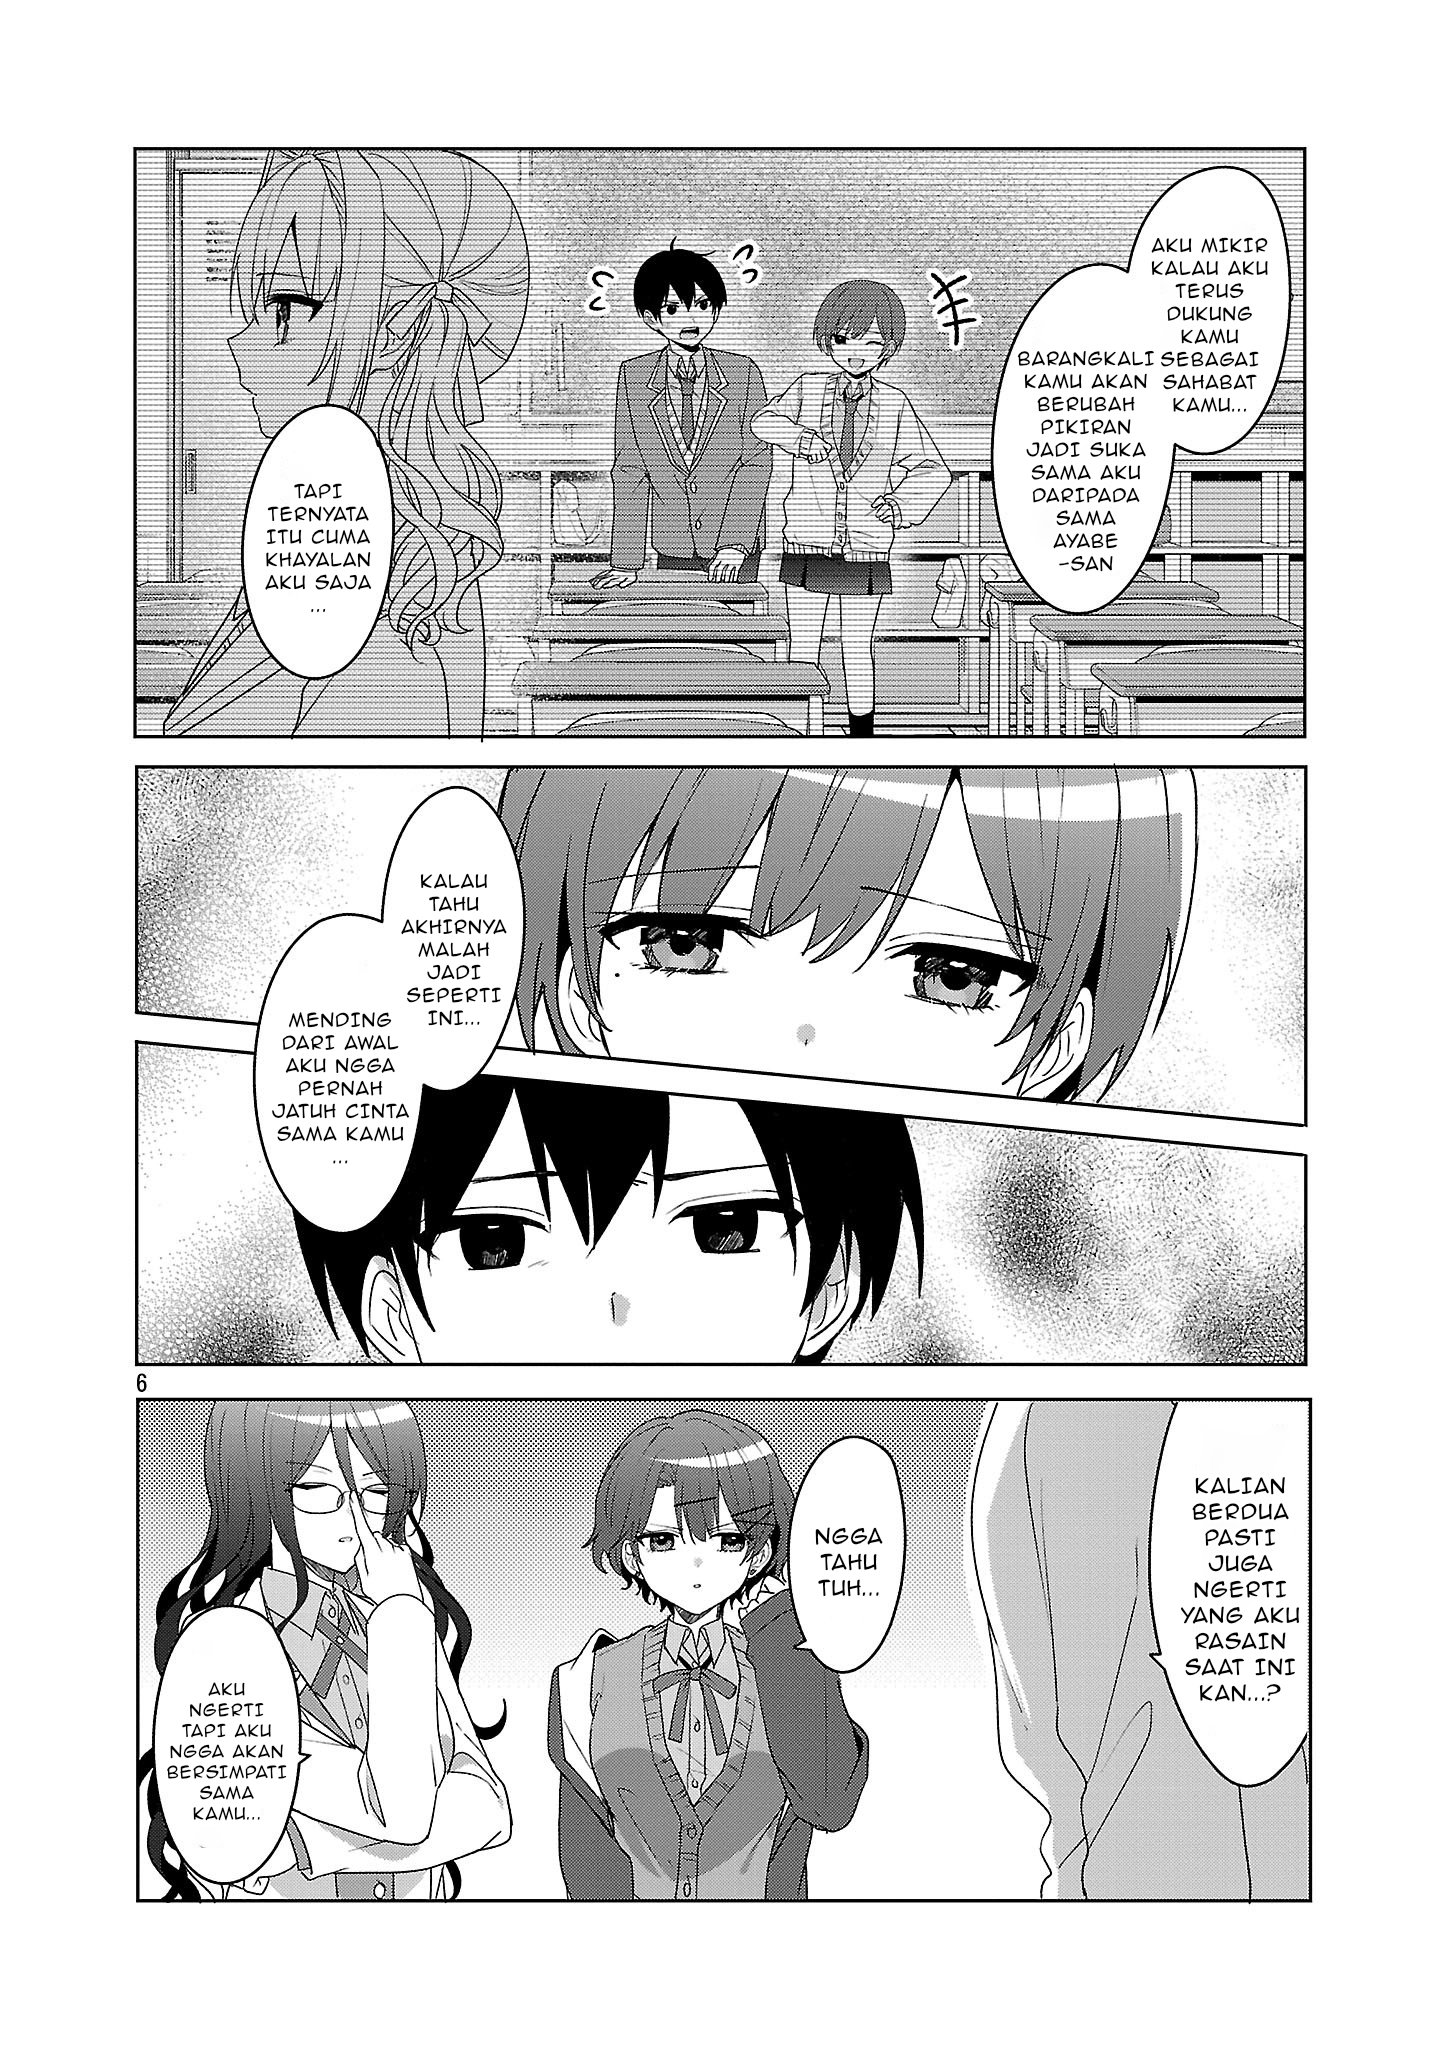 AKU MIKIR
KALAU AKU
TERUS
DUKUNG
KAMU
SEBAGAI
SAHABAT
KAMU...
BARANGKALI
KAMU AKAN
BERUBAH
PIKIRAN
JADI SUKA
SAMA AKU
DARIPADA
SAMA
AYABE
-SAN
TAPI
TERNYATA
ITU CUMA
KHAYALAN
AKU SAJA
...
KALAU
TAHU
AKHIRNYA
MALAH
JADI
SEPERTI
INI...
MENDING
DARI AWAL
AKU NGGA
PERNAH
JATUH CINTA
SAMA KAMU
...
6
KALIAN
BERDUA
PASTI
JUGA
NGERTI
YANG AKU
RASAIN
SAAT INI
KAN...?
NGGA
TAHU
TUH...
AKU
NGERTI
TAPI AKU
NGGA AKAN
BERSIMPATI
SAMA
KAMU...